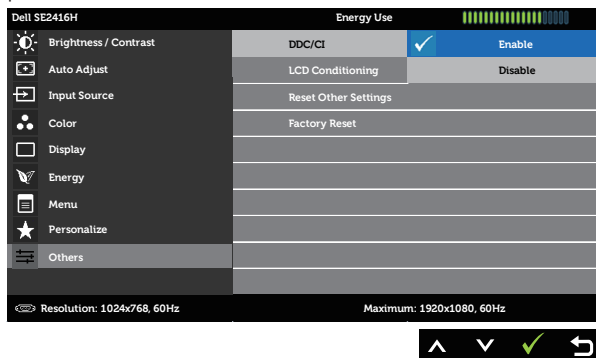 Dell SE2416H Energy Use
Brightness / Contrast DDC/CI Enable
Auto Adjust LCD Conditioning Disable
Input Source Reset Other Settings
Color Factory Reset
Display
Energy
Menu
Personalize
Others
Resolution: 1024x768, 60Hz Maximum: 1920x1080, 60Hz